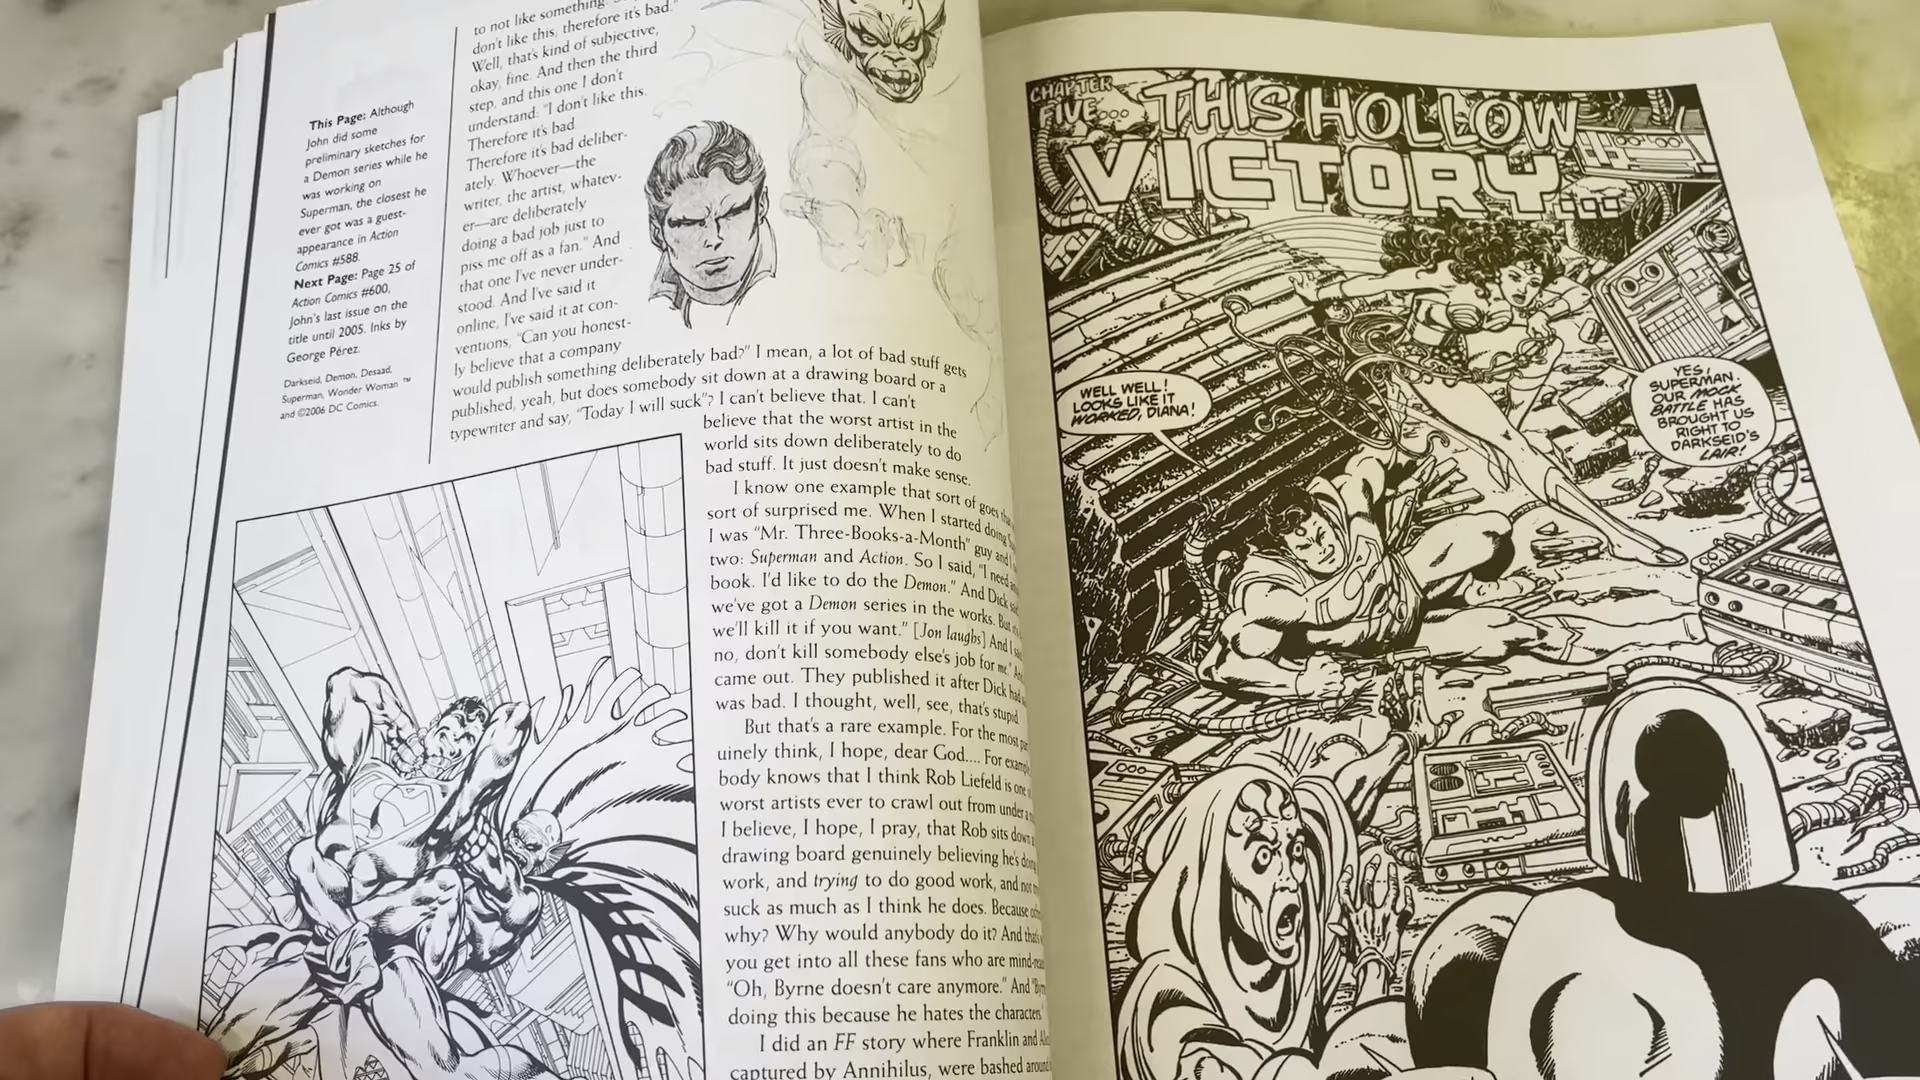 This Page: Although
John did some
preliminary sketches for
a Demon series while he
was working on
Superman, the closest he
ever got was a guest-
appearance in Action
Comics #588.
Next Page: Page 25 of
Action Comics #600,
John's last issue on the
title until 2005. Inks by
George Pérez.
Darkseid, Demon, Desaad,
Superman, Wonder Woman ™
and ©2006 DC Comics.
to not like something.
don't like this, therefore it's bad."
Well, that's kind of subjective,
okay, fine. And then the third
step, and this one I don't
understand: "I don't like this.
Therefore it's bad.
Therefore it's bad deliber-
ately. Whoever—the
writer, the artist, whatev-
er—are deliberately
doing a bad job just to
piss me off as a fan." And
that one I've never under-
stood. And I've said it
online, I've said it at con-
ventions, "Can you honest-
ly believe that a company
would publish something deliberately bad?" I mean, a lot of bad stuff gets
published, yeah, but does somebody sit down at a drawing board or a
typewriter and say, "Today I will suck"? I can't believe that. I can't
believe that the worst artist in the
world sits down deliberately to do
bad stuff. It just doesn't make sense.
I know one example that sort of goes
sort of surprised me. When I started doing
I was "Mr. Three-Books-a-Month" guy and I
two: Superman and Action. So I said, "I need
book. I'd like to do the Demon." And Dick
we've got a Demon series in the works. But
we'll kill it if you want." [Jon laughs] And I
no, don't kill somebody else's job for me."
came out. They published it after Dick had
was bad. I thought, well, see, that's stupid.
But that's a rare example. For the most
uinely think, I hope, dear God.... For example
body knows that I think Rob Liefeld is one
worst artists ever to crawl out from under a
I believe, I hope, I pray, that Rob sits down
drawing board genuinely believing he's doing
work, and trying to do good work, and not
suck as much as I think he does. Because
why? Why would anybody do it? And that's
you get into all these fans who are mind-
"Oh, Byrne doesn't care anymore." And
doing this because he hates the characters."
I did an FF story where Franklin and
captured by Annihilus, were bashed around
CHAPTER
FIVE...
THIS HOLLOW
VICTORY...
WELL WELL!
LOOKS LIKE IT
WORKED, DIANA!
YES,
SUPERMAN.
OUR MOCK
BATTLE HAS
BROUGHT US
RIGHT TO
DARKSEID'S
LAIR!